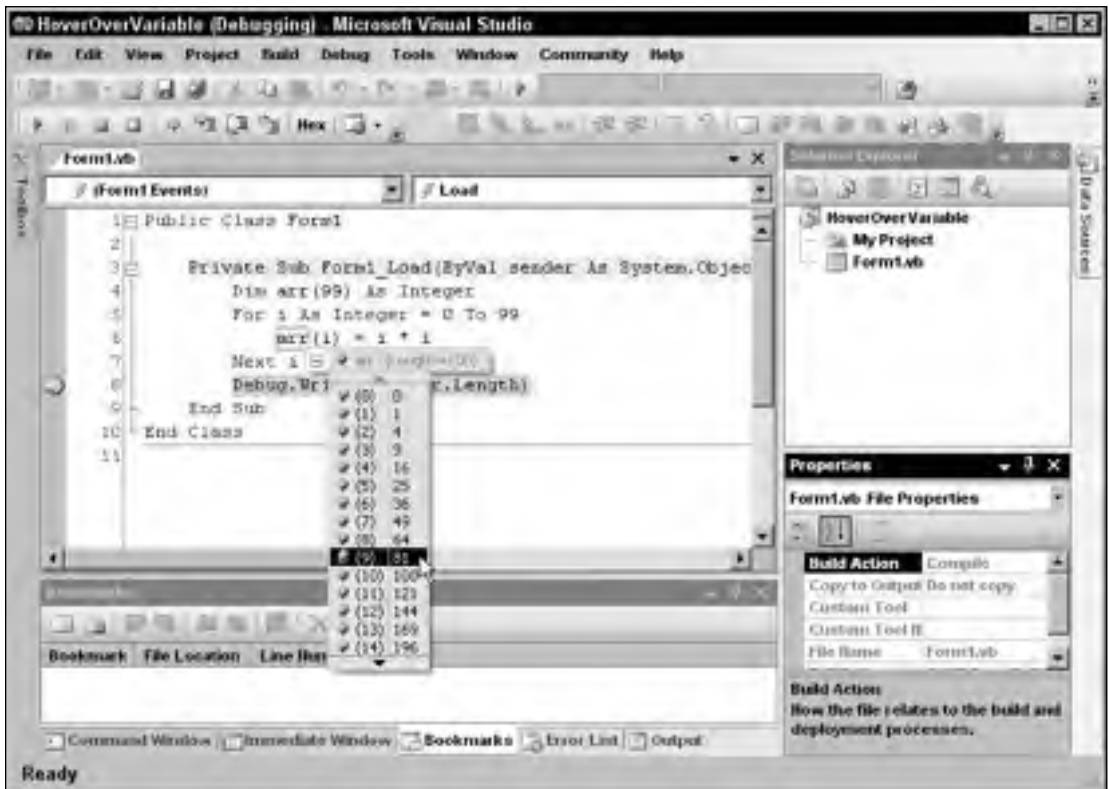 HoverOverVariable (Debugging) - Microsoft Visual Studio
File Edit View Project Build Debug Tools Window Community Help
Hex
Toolbox
Form1.vb
(Form1 Events)
Load
1 Public Class Form1
2
3 Private Sub Form1_Load(ByVal sender As System.Objec
4 Dim arr(99) As Integer
5 For i As Integer = 0 To 99
6 arr(i) = i * i
7 Next i
8 Debug.Wri r.Length)
9 End Sub
10 End Class
11
(0) 0
(1) 1
(2) 4
(3) 9
(4) 16
(5) 25
(6) 36
(7) 49
(8) 64
(9) 81
(10) 100
(11) 121
(12) 144
(13) 169
(14) 196
Solution Explorer
HoverOverVariable
My Project
Form1.vb
Data Sources
Properties
Form1.vb File Properties
Build Action Compile
Copy to Output Do not copy
Custom Tool
Custom Tool
File Name Form1.vb
Build Action
How the file relates to the build and
deployment processes.
Bookmarks
Bookmark File Location Line
Command Window Immediate Window Bookmarks Error List Output
Ready